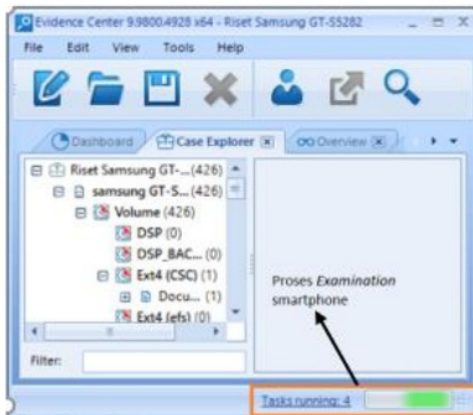 Evidence Center 9.9800.4928 x64 - Riset Samsung GT-S5282
File Edit View Tools Help
Dashboard Case Explorer Overview
Riset Samsung GT-...(426)
samsung GT-S...(426)
Volume (426)
DSP (0)
DSP_BAC... (0)
Ext4 (CSC) (1)
Docu... (1)
Ext4 (efs) (0)
Proses Examination
smartphone
Filter:
Tasks running: 4